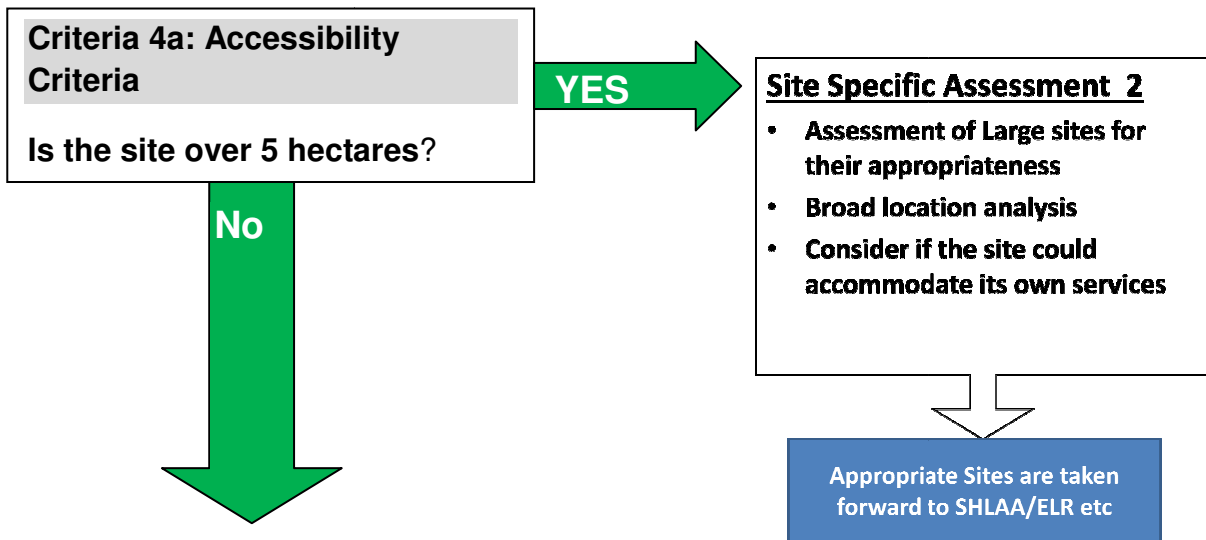 Criteria 4a: Accessibility
Criteria
Is the site over 5 hectares?
YES
No
Site Specific Assessment 2
• Assessment of Large sites for
their appropriateness
• Broad location analysis
• Consider if the site could
accommodate its own services
Appropriate Sites are taken
forward to SHLAA/ELR etc